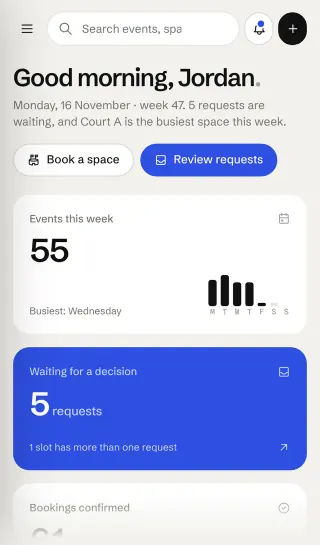 Search events, spa
Good morning, Jordan.
Monday, 16 November · week 47. 5 requests are
waiting, and Court A is the busiest space this week.
Book a space
Review requests
Events this week
55
Busiest: Wednesday
M T W T F S S
Waiting for a decision
5 requests
1 slot has more than one request
Bookings confirmed